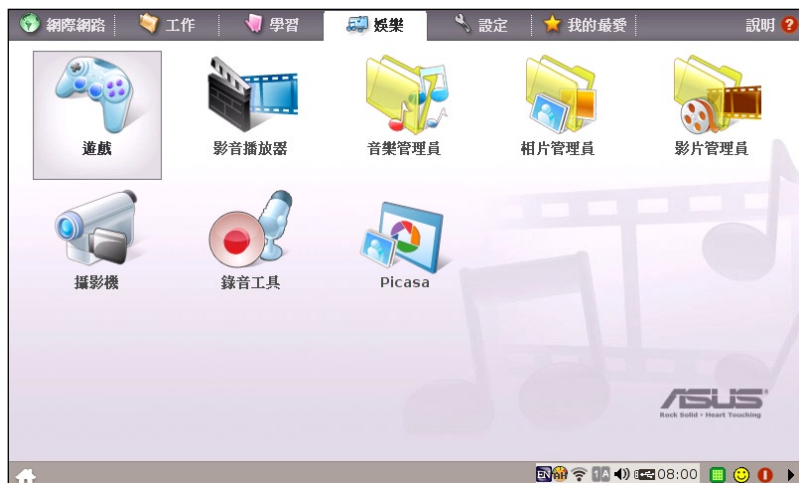 網際網路 工作 學習 娛樂 設定 我的最愛 說明 ?
遊戲 影音播放器 音樂管理員 相片管理員 影片管理員
攝影機 錄音工具 Picasa
ASUS
Rock Solid • Heart Touching
EN 1 A 08:00